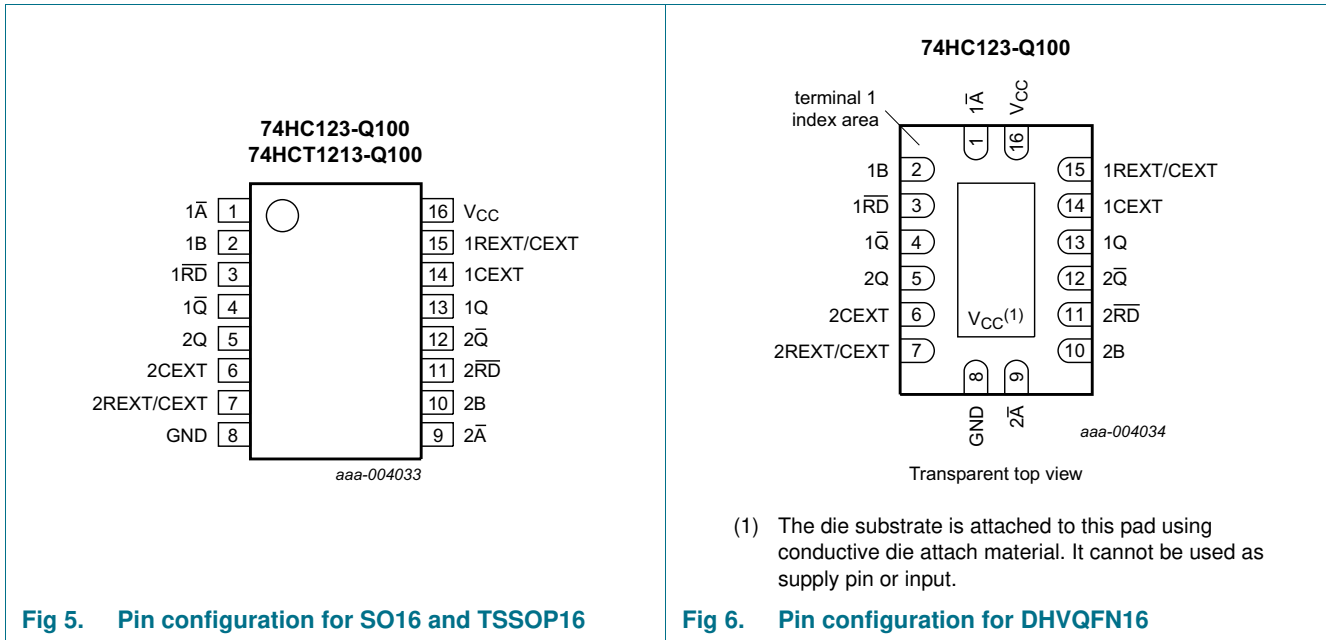 74HC123-Q100
74HCT1213-Q100
1A̅ 1
1B 2
1R̅D̅ 3
1Q̅ 4
2Q 5
2CEXT 6
2REXT/CEXT 7
GND 8
16 VCC
15 1REXT/CEXT
14 1CEXT
13 1Q
12 2Q̅
11 2R̅D̅
10 2B
9 2A̅
aaa-004033
Fig 5. Pin configuration for SO16 and TSSOP16
74HC123-Q100
terminal 1
index area
1A̅ 1
VCC 16
1B 2
1R̅D̅ 3
1Q̅ 4
2Q 5
2CEXT 6
2REXT/CEXT 7
15 1REXT/CEXT
14 1CEXT
13 1Q
12 2Q̅
11 2R̅D̅
10 2B
VCC(1)
8 GND
9 2A̅
aaa-004034
Transparent top view
(1) The die substrate is attached to this pad using
conductive die attach material. It cannot be used as
supply pin or input.
Fig 6. Pin configuration for DHVQFN16